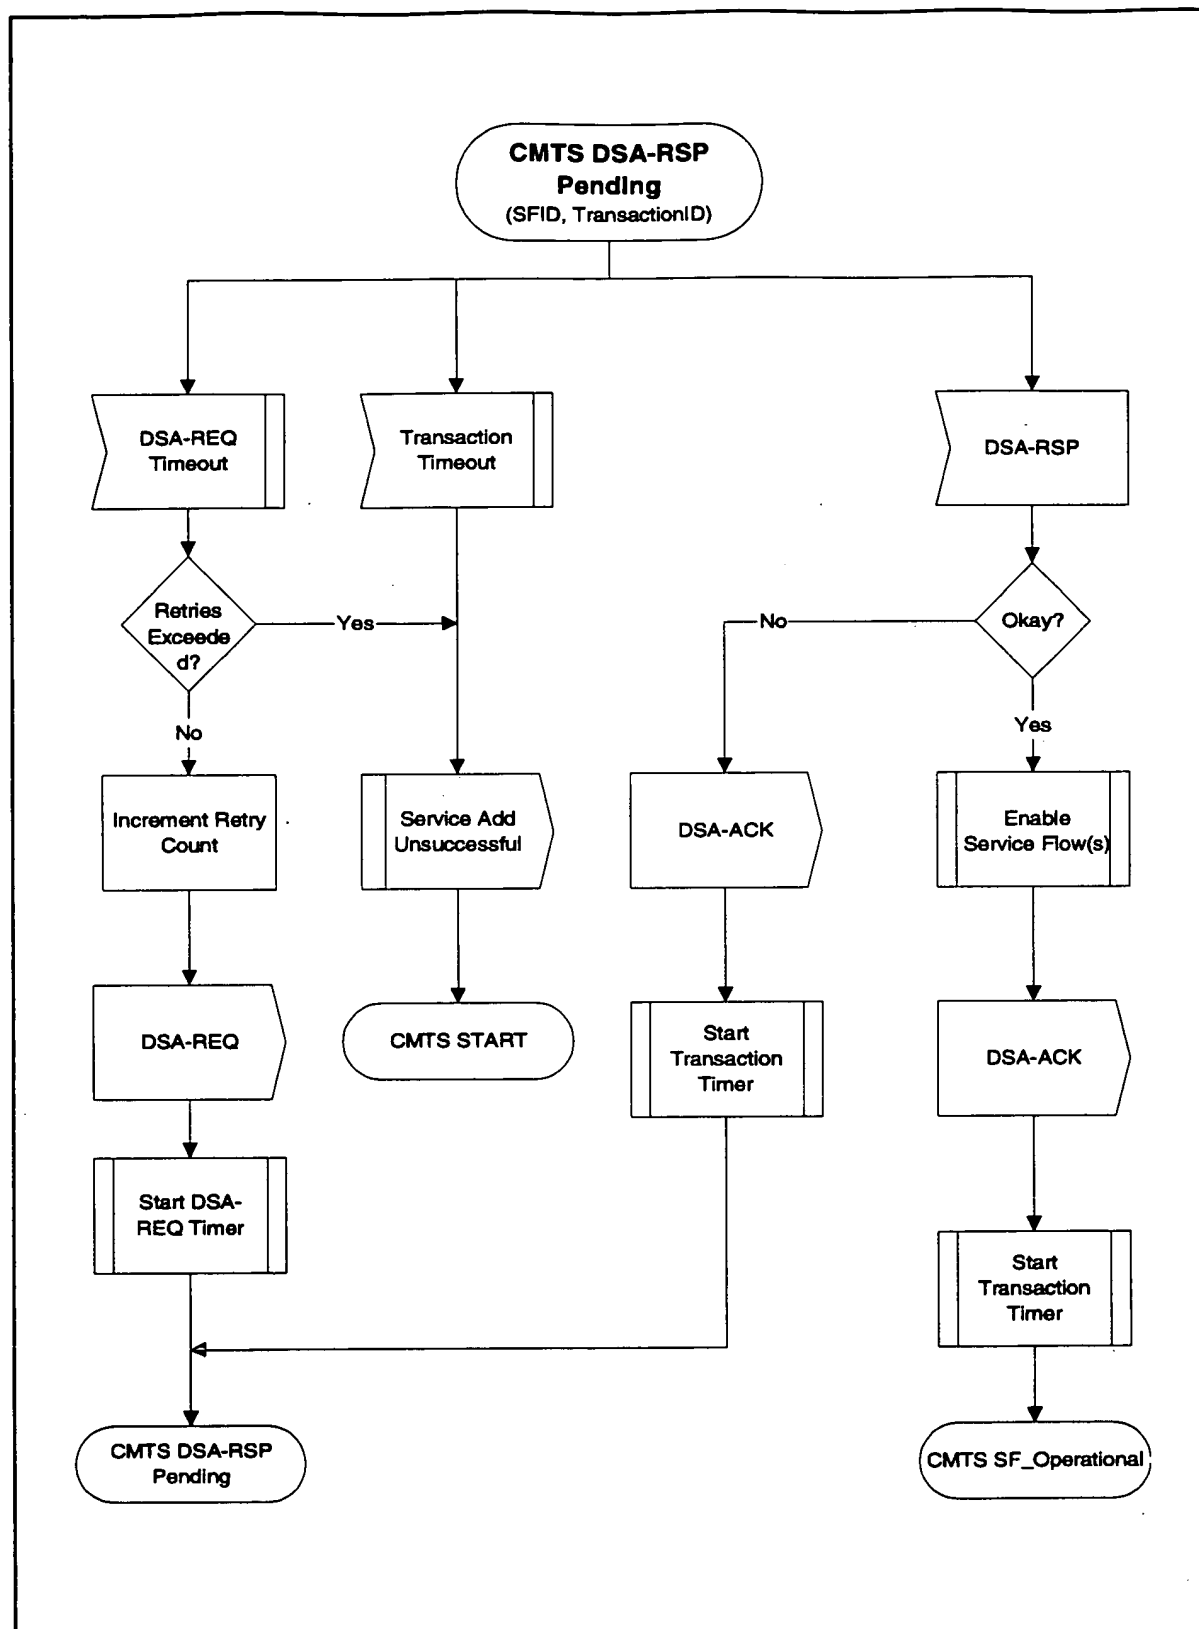 CMTS DSA-RSP
Pending
(SFID, TransactionID)
DSA-REQ
Timeout
Transaction
Timeout
DSA-RSP
Retries
Exceede
d?
Yes
No
Okay?
No
Yes
Increment Retry
Count
Service Add
Unsuccessful
DSA-ACK
Enable
Service Flow(s)
DSA-REQ
CMTS START
Start
Transaction
Timer
DSA-ACK
Start DSA-
REQ Timer
Start
Transaction
Timer
CMTS DSA-RSP
Pending
CMTS SF_Operational